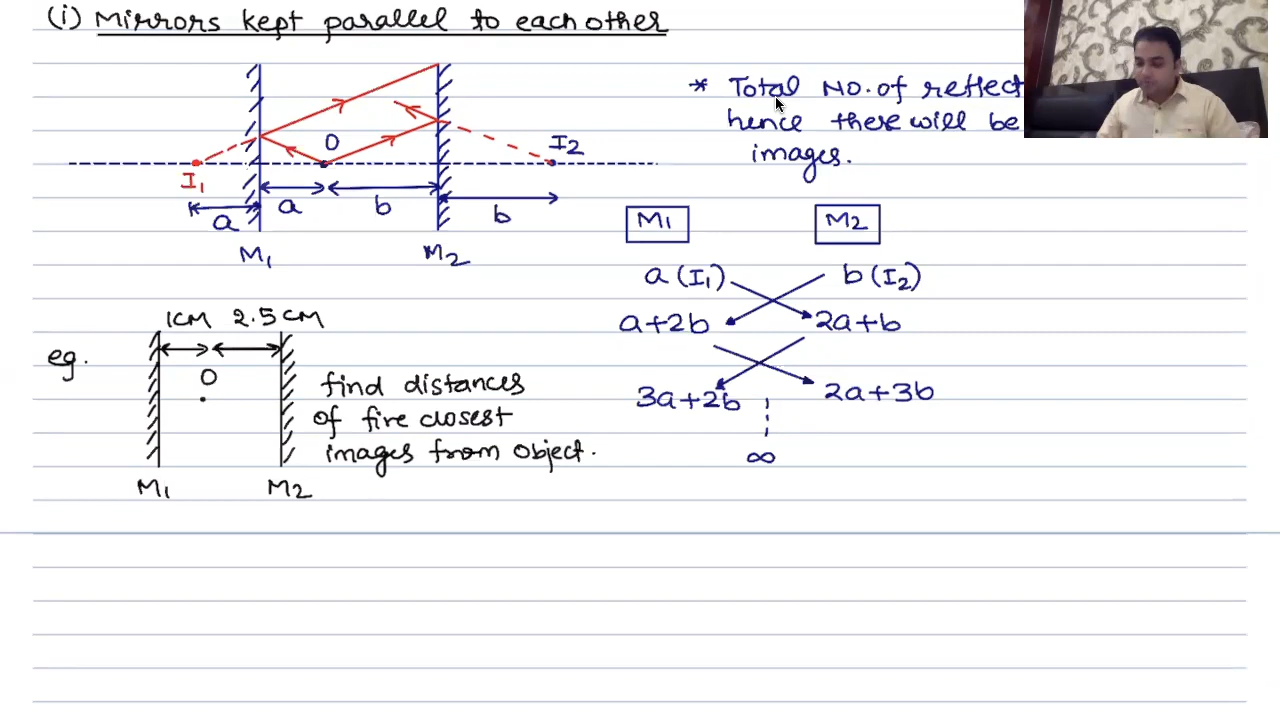 (i) Mirrors kept parallel to each other
* Total No. of reflect
hence there will be
images.
O
I2
I1
a
b
a
b
M1
M2
M1
M2
a (I1)
b (I2)
a+2b
2a+b
3a+2b
2a+3b
∞
eg.
1CM
2.5 CM
O
find distances
of five closest
images from object.
M1
M2